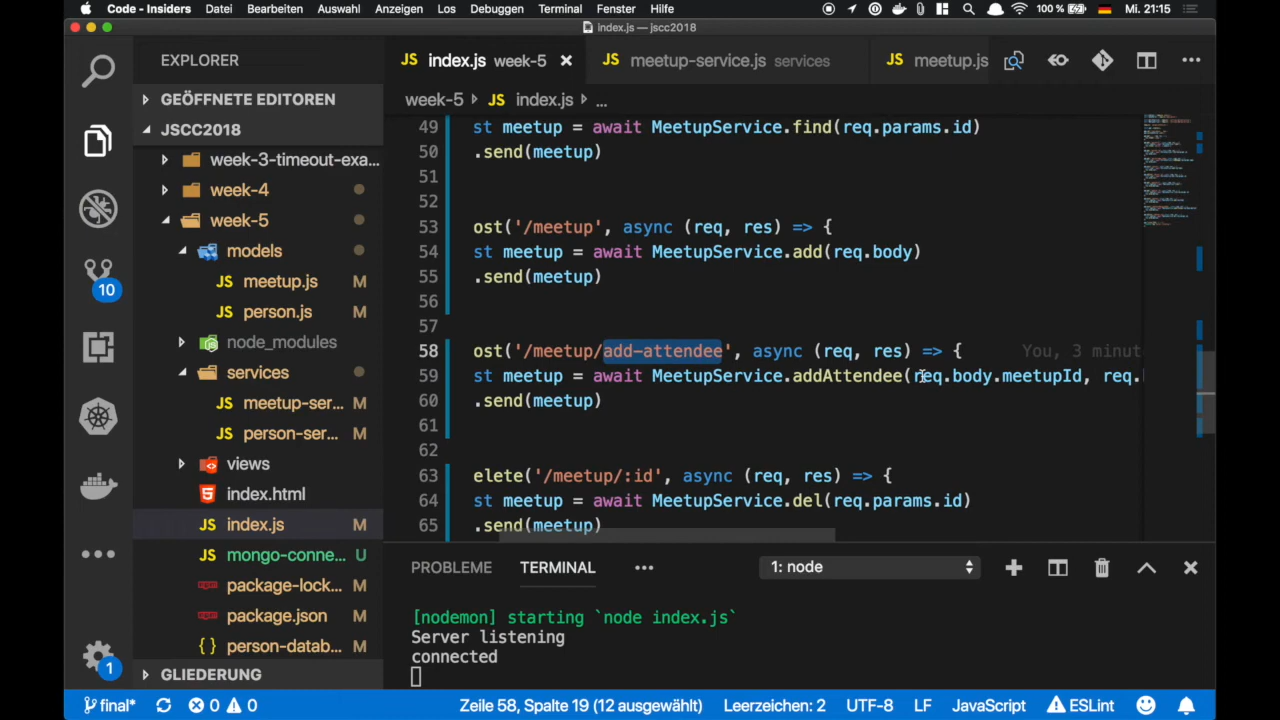 Code - Insiders Datei Bearbeiten Auswahl Anzeigen Los Debuggen Terminal Fenster Hilfe 100 % Mi. 21:15
index.js — jscc2018
EXPLORER
JS index.js week-5 × JS meetup-service.js services JS meetup.js
GEÖFFNETE EDITOREN
week-5 JS index.js ...
JSCC2018
week-3-timeout-exa...
week-4
week-5
models
JS meetup.js M
JS person.js M
node_modules
services
JS meetup-ser... M
JS person-ser... M
views
index.html
JS index.js M
JS mongo-conne... U
package-lock... M
package.json M
{ } person-datab... M
GLIEDERUNG
10
1
49 st meetup = await MeetupService.find(req.params.id)
50 .send(meetup)
51
52
53 ost('/meetup', async (req, res) => {
54 st meetup = await MeetupService.add(req.body)
55 .send(meetup)
56
57
58 ost('/meetup/add-attendee', async (req, res) => { You, 3 minut
59 st meetup = await MeetupService.addAttendee(req.body.meetupId, req.
60 .send(meetup)
61
62
63 elete('/meetup/:id', async (req, res) => {
64 st meetup = await MeetupService.del(req.params.id)
65 .send(meetup)
PROBLEME TERMINAL ... 1: node
[nodemon] starting `node index.js`
Server listening
connected
final* 0 0 Zeile 58, Spalte 19 (12 ausgewählt) Leerzeichen: 2 UTF-8 LF JavaScript ESLint